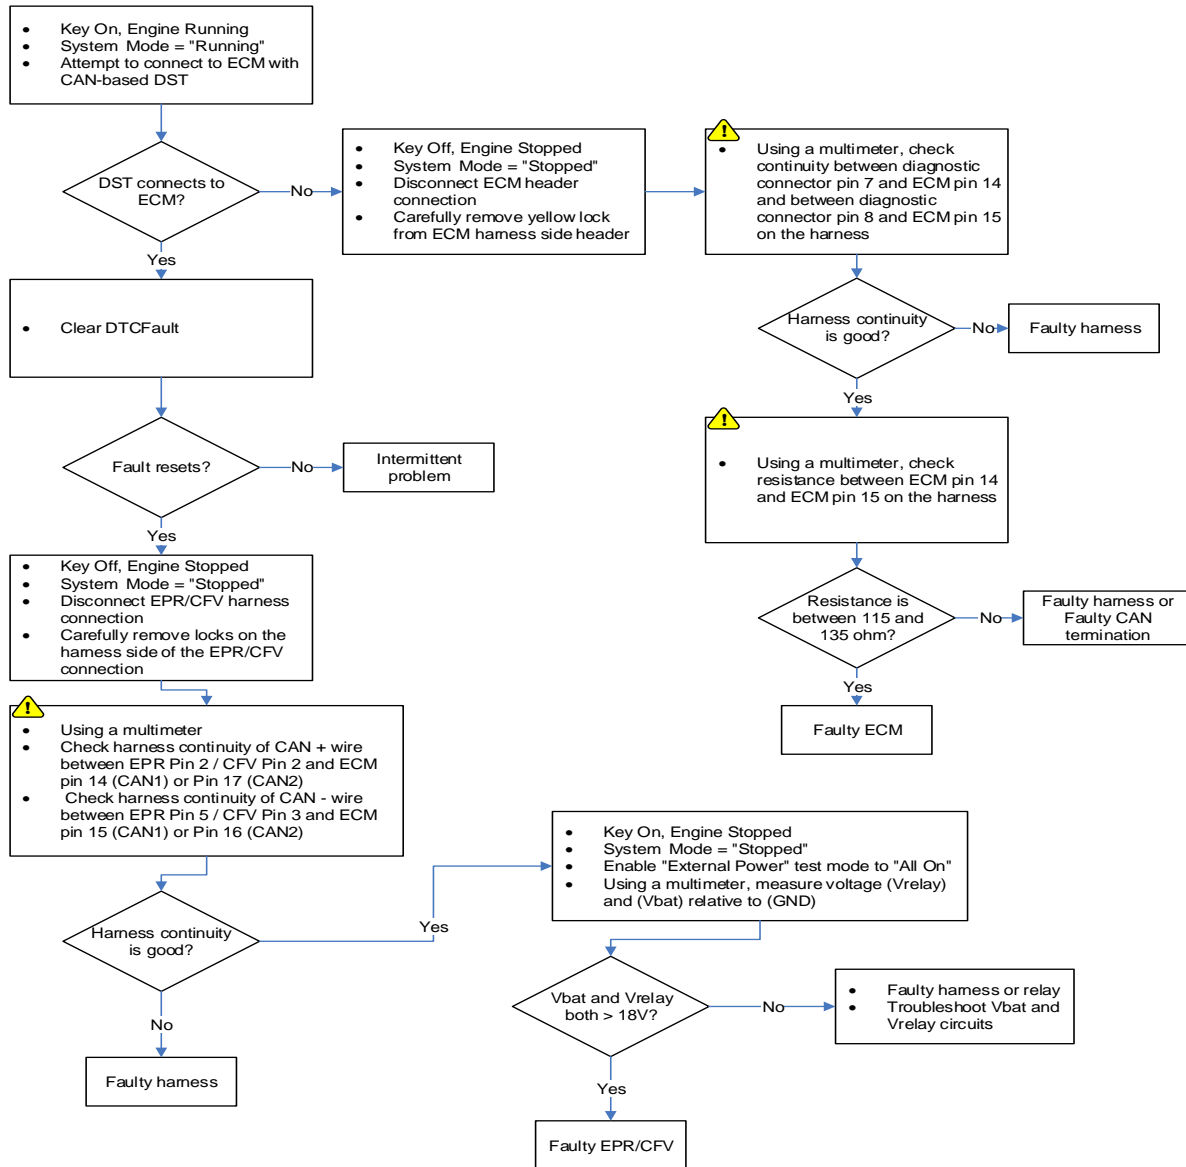 • Key On, Engine Running
• System Mode = "Running"
• Attempt to connect to ECM with
CAN-based DST
DST connects to
ECM?
No
• Key Off, Engine Stopped
• System Mode = "Stopped"
• Disconnect ECM header
connection
• Carefully remove yellow lock
from ECM harness side header
!
• Using a multimeter, check
continuity between diagnostic
connector pin 7 and ECM pin 14
and between diagnostic
connector pin 8 and ECM pin 15
on the harness
Harness continuity
is good?
No
Faulty harness
Yes
!
• Using a multimeter, check
resistance between ECM pin 14
and ECM pin 15 on the harness
Resistance is
between 115 and
135 ohm?
No
Faulty harness or
Faulty CAN
termination
Yes
Faulty ECM
Yes
• Clear DTCFault
Fault resets?
No
Intermittent
problem
Yes
• Key Off, Engine Stopped
• System Mode = "Stopped"
• Disconnect EPR/CFV harness
connection
• Carefully remove locks on the
harness side of the EPR/CFV
connection
!
• Using a multimeter
• Check harness continuity of CAN + wire
between EPR Pin 2 / CFV Pin 2 and ECM
pin 14 (CAN1) or Pin 17 (CAN2)
• Check harness continuity of CAN - wire
between EPR Pin 5 / CFV Pin 3 and ECM
pin 15 (CAN1) or Pin 16 (CAN2)
Harness continuity
is good?
No
Faulty harness
Yes
• Key On, Engine Stopped
• System Mode = "Stopped"
• Enable "External Power" test mode to "All On"
• Using a multimeter, measure voltage (Vrelay)
and (Vbat) relative to (GND)
Vbat and Vrelay
both > 18V?
No
• Faulty harness or relay
• Troubleshoot Vbat and
Vrelay circuits
Yes
Faulty EPR/CFV